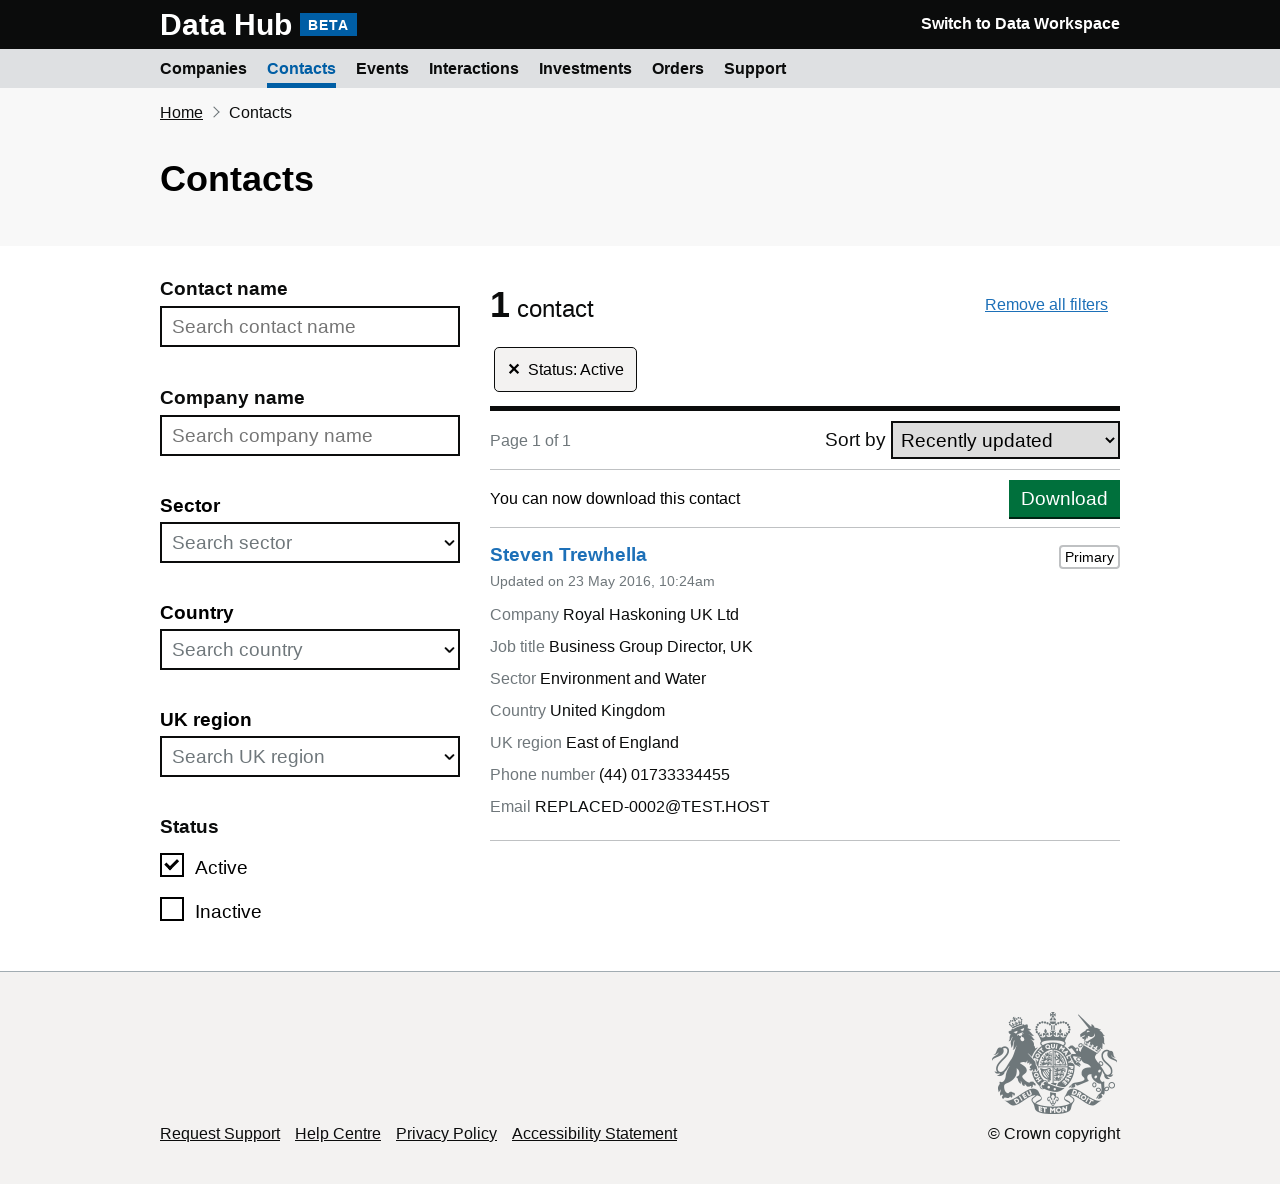 Data Hub BETA
Switch to Data Workspace
Companies Contacts Events Interactions Investments Orders Support
Home Contacts
Contacts
Contact name
Search contact name
Company name
Search company name
Sector
Search sector
Country
Search country
UK region
Search UK region
Status
Active
Inactive
1 contact
Remove all filters
✕ Status: Active
Page 1 of 1
Sort by Recently updated
You can now download this contact
Download
Steven Trewhella
Primary
Updated on 23 May 2016, 10:24am
Company Royal Haskoning UK Ltd
Job title Business Group Director, UK
Sector Environment and Water
Country United Kingdom
UK region East of England
Phone number (44) 01733334455
Email REPLACED-0002@TEST.HOST
DIEU ET MON DROIT
Request Support Help Centre Privacy Policy Accessibility Statement
© Crown copyright